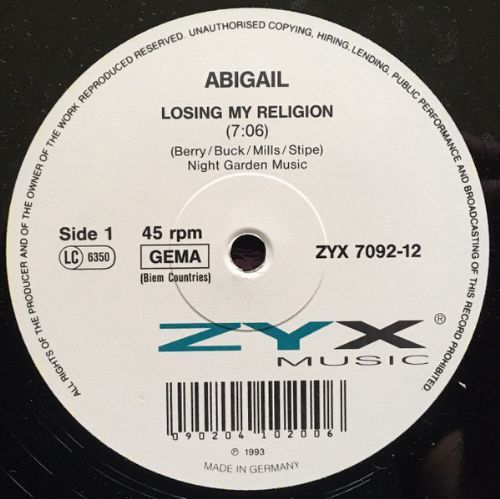 ALL RIGHTS OF THE PRODUCER AND OF THE OWNER OF THE WORK REPRODUCED RESERVED. UNAUTHORISED COPYING, HIRING, LENDING, PUBLIC PERFORMANCE AND BROADCASTING OF THIS RECORD PROHIBITED
ABIGAIL
LOSING MY RELIGION
(7:06)
(Berry/Buck/Mills/Stipe)
Night Garden Music
Side 1 45 rpm
LC 6350 GEMA ZYX 7092-12
(Biem Countries)
ZYX ®
MUSIC
090204 102006
℗ 1993
MADE IN GERMANY